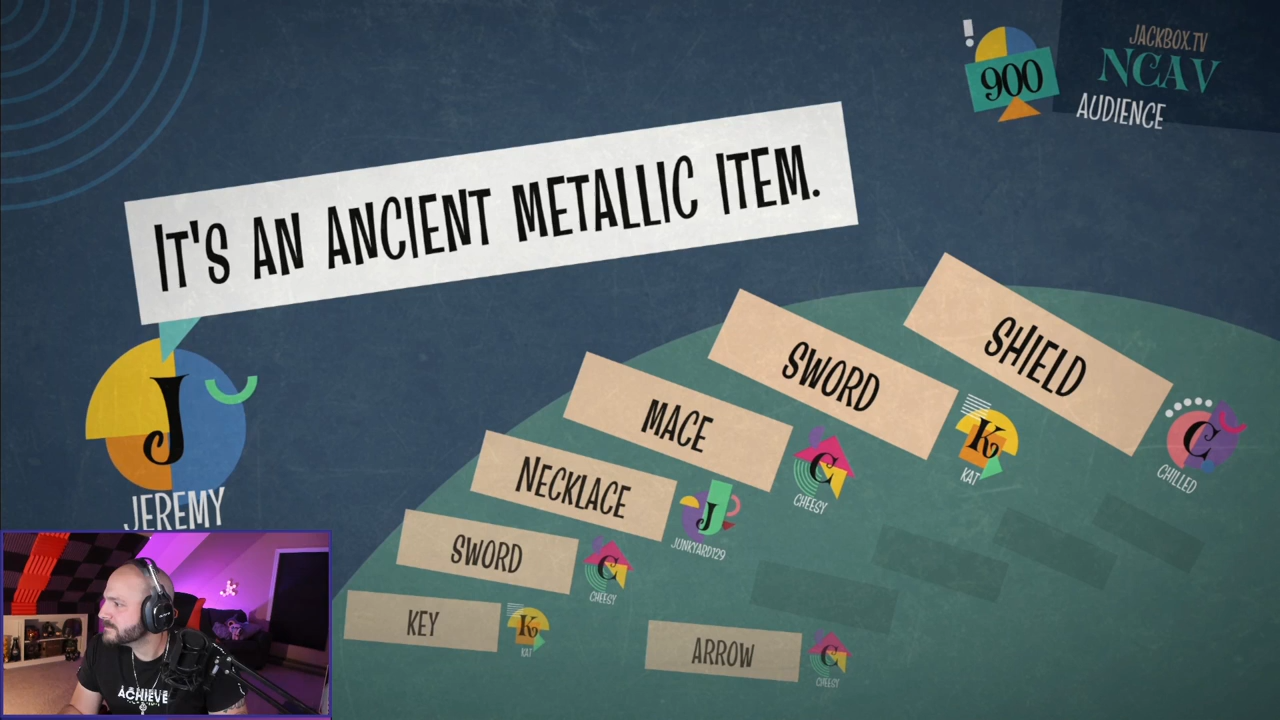 JACKBOX.TV
NCAV
900
AUDIENCE
IT'S AN ANCIENT METALLIC ITEM.
SHIELD
C
CHILLED
SWORD
K
KAT
MACE
C
CHEESY
NECKLACE
J
JUNKYARD129
SWORD
C
CHEESY
KEY
K
KAT
ARROW
C
CHEESY
J
JEREMY
ACHIEVE